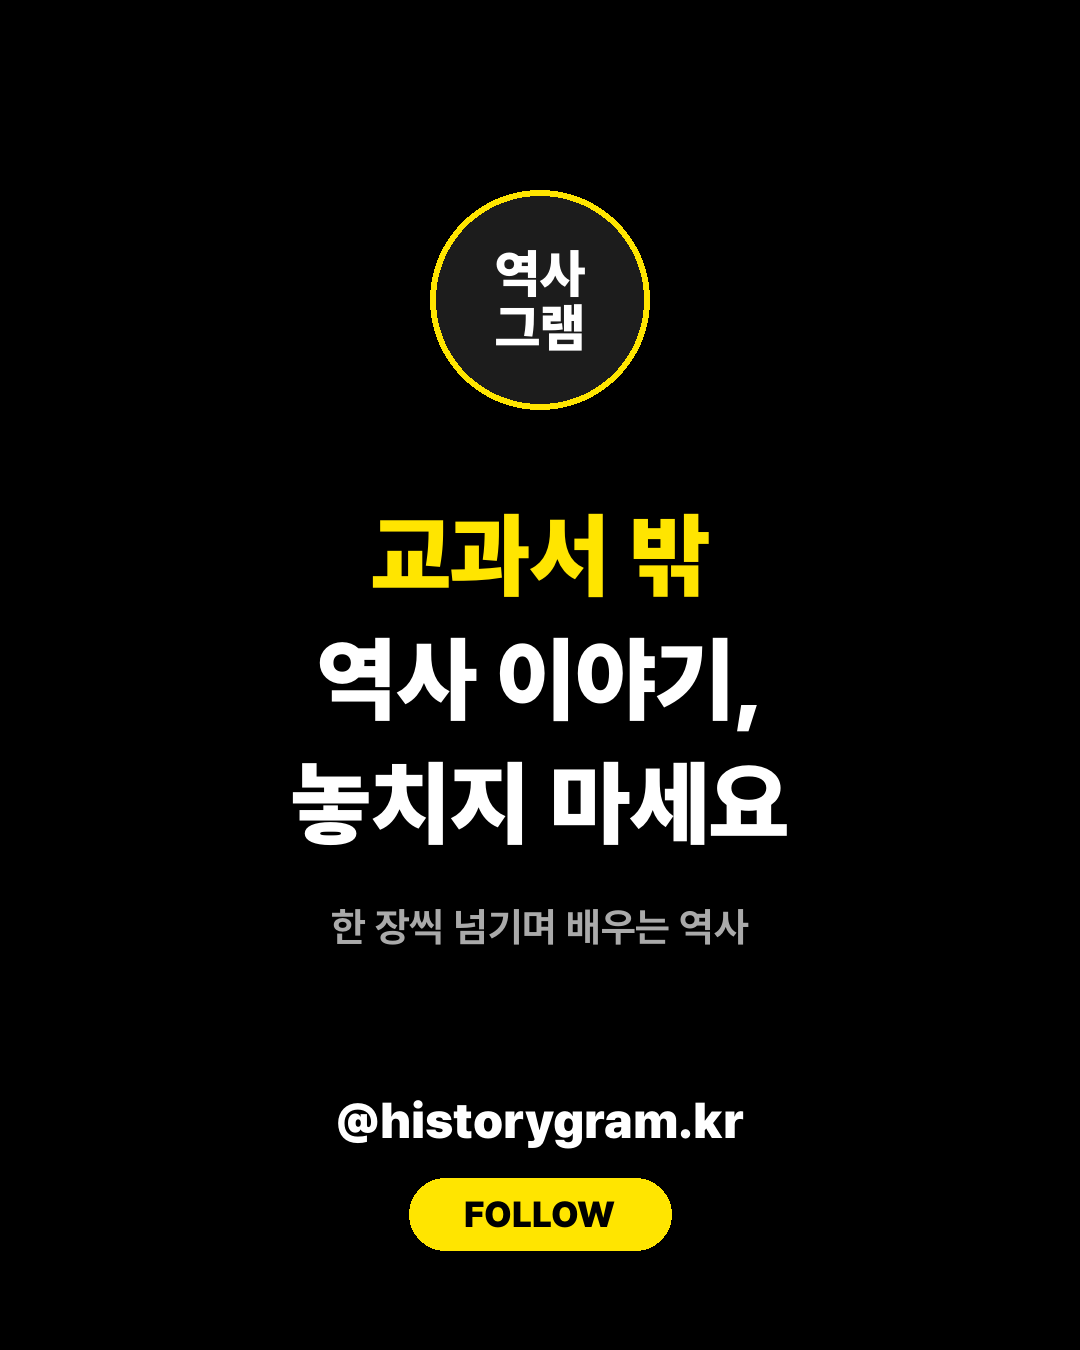 역사
그램
교과서 밖
역사 이야기,
놓치지 마세요
한 장씩 넘기며 배우는 역사
@historygram.kr
FOLLOW